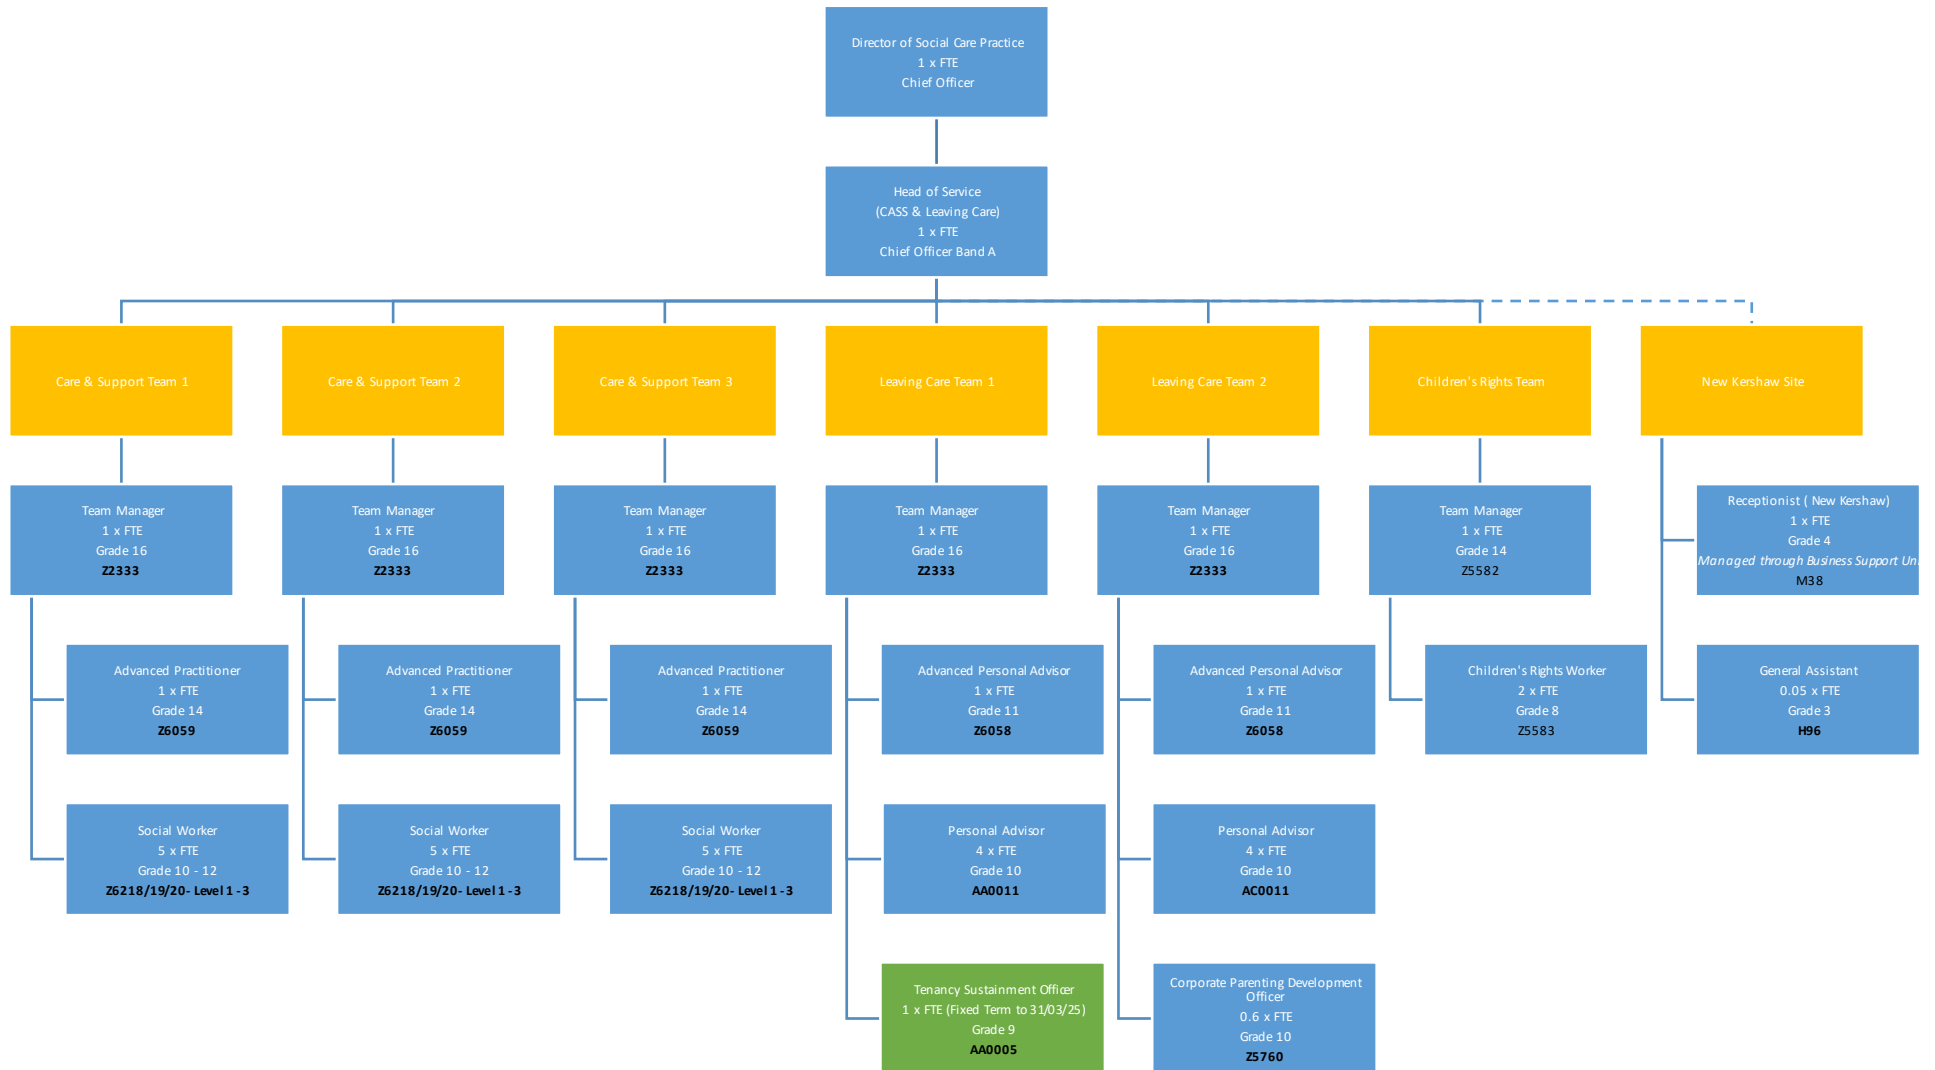 Director of Social Care Practice
1 x FTE
Chief Officer
Head of Service
(CASS & Leaving Care)
1 x FTE
Chief Officer Band A
Care & Support Team 1
Care & Support Team 2
Care & Support Team 3
Leaving Care Team 1
Leaving Care Team 2
Children's Rights Team
New Kershaw Site
Team Manager
1 x FTE
Grade 16
Z2333
Team Manager
1 x FTE
Grade 16
Z2333
Team Manager
1 x FTE
Grade 16
Z2333
Team Manager
1 x FTE
Grade 16
Z2333
Team Manager
1 x FTE
Grade 16
Z2333
Team Manager
1 x FTE
Grade 14
Z5582
Receptionist ( New Kershaw)
1 x FTE
Grade 4
Managed through Business Support Uni
M38
Advanced Practitioner
1 x FTE
Grade 14
Z6059
Advanced Practitioner
1 x FTE
Grade 14
Z6059
Advanced Practitioner
1 x FTE
Grade 14
Z6059
Advanced Personal Advisor
1 x FTE
Grade 11
Z6058
Advanced Personal Advisor
1 x FTE
Grade 11
Z6058
Children's Rights Worker
2 x FTE
Grade 8
Z5583
General Assistant
0.05 x FTE
Grade 3
H96
Social Worker
5 x FTE
Grade 10 - 12
Z6218/19/20- Level 1 -3
Social Worker
5 x FTE
Grade 10 - 12
Z6218/19/20- Level 1 -3
Social Worker
5 x FTE
Grade 10 - 12
Z6218/19/20- Level 1 -3
Personal Advisor
4 x FTE
Grade 10
AA0011
Personal Advisor
4 x FTE
Grade 10
AC0011
Tenancy Sustainment Officer
1 x FTE (Fixed Term to 31/03/25)
Grade 9
AA0005
Corporate Parenting Development
Officer
0.6 x FTE
Grade 10
Z5760